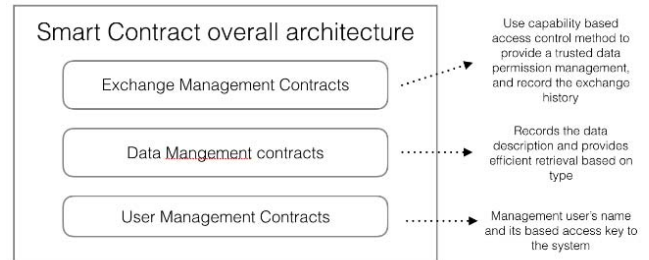 Smart Contract overall architecture
Exchange Management Contracts
Use capability based
access control method to
provide a trusted data
permission management,
and record the exchange
history
Data Mangement contracts
Records the data
description and provides
efficient retrieval based on
type
User Management Contracts
Management user's name
and its based access key to
the system